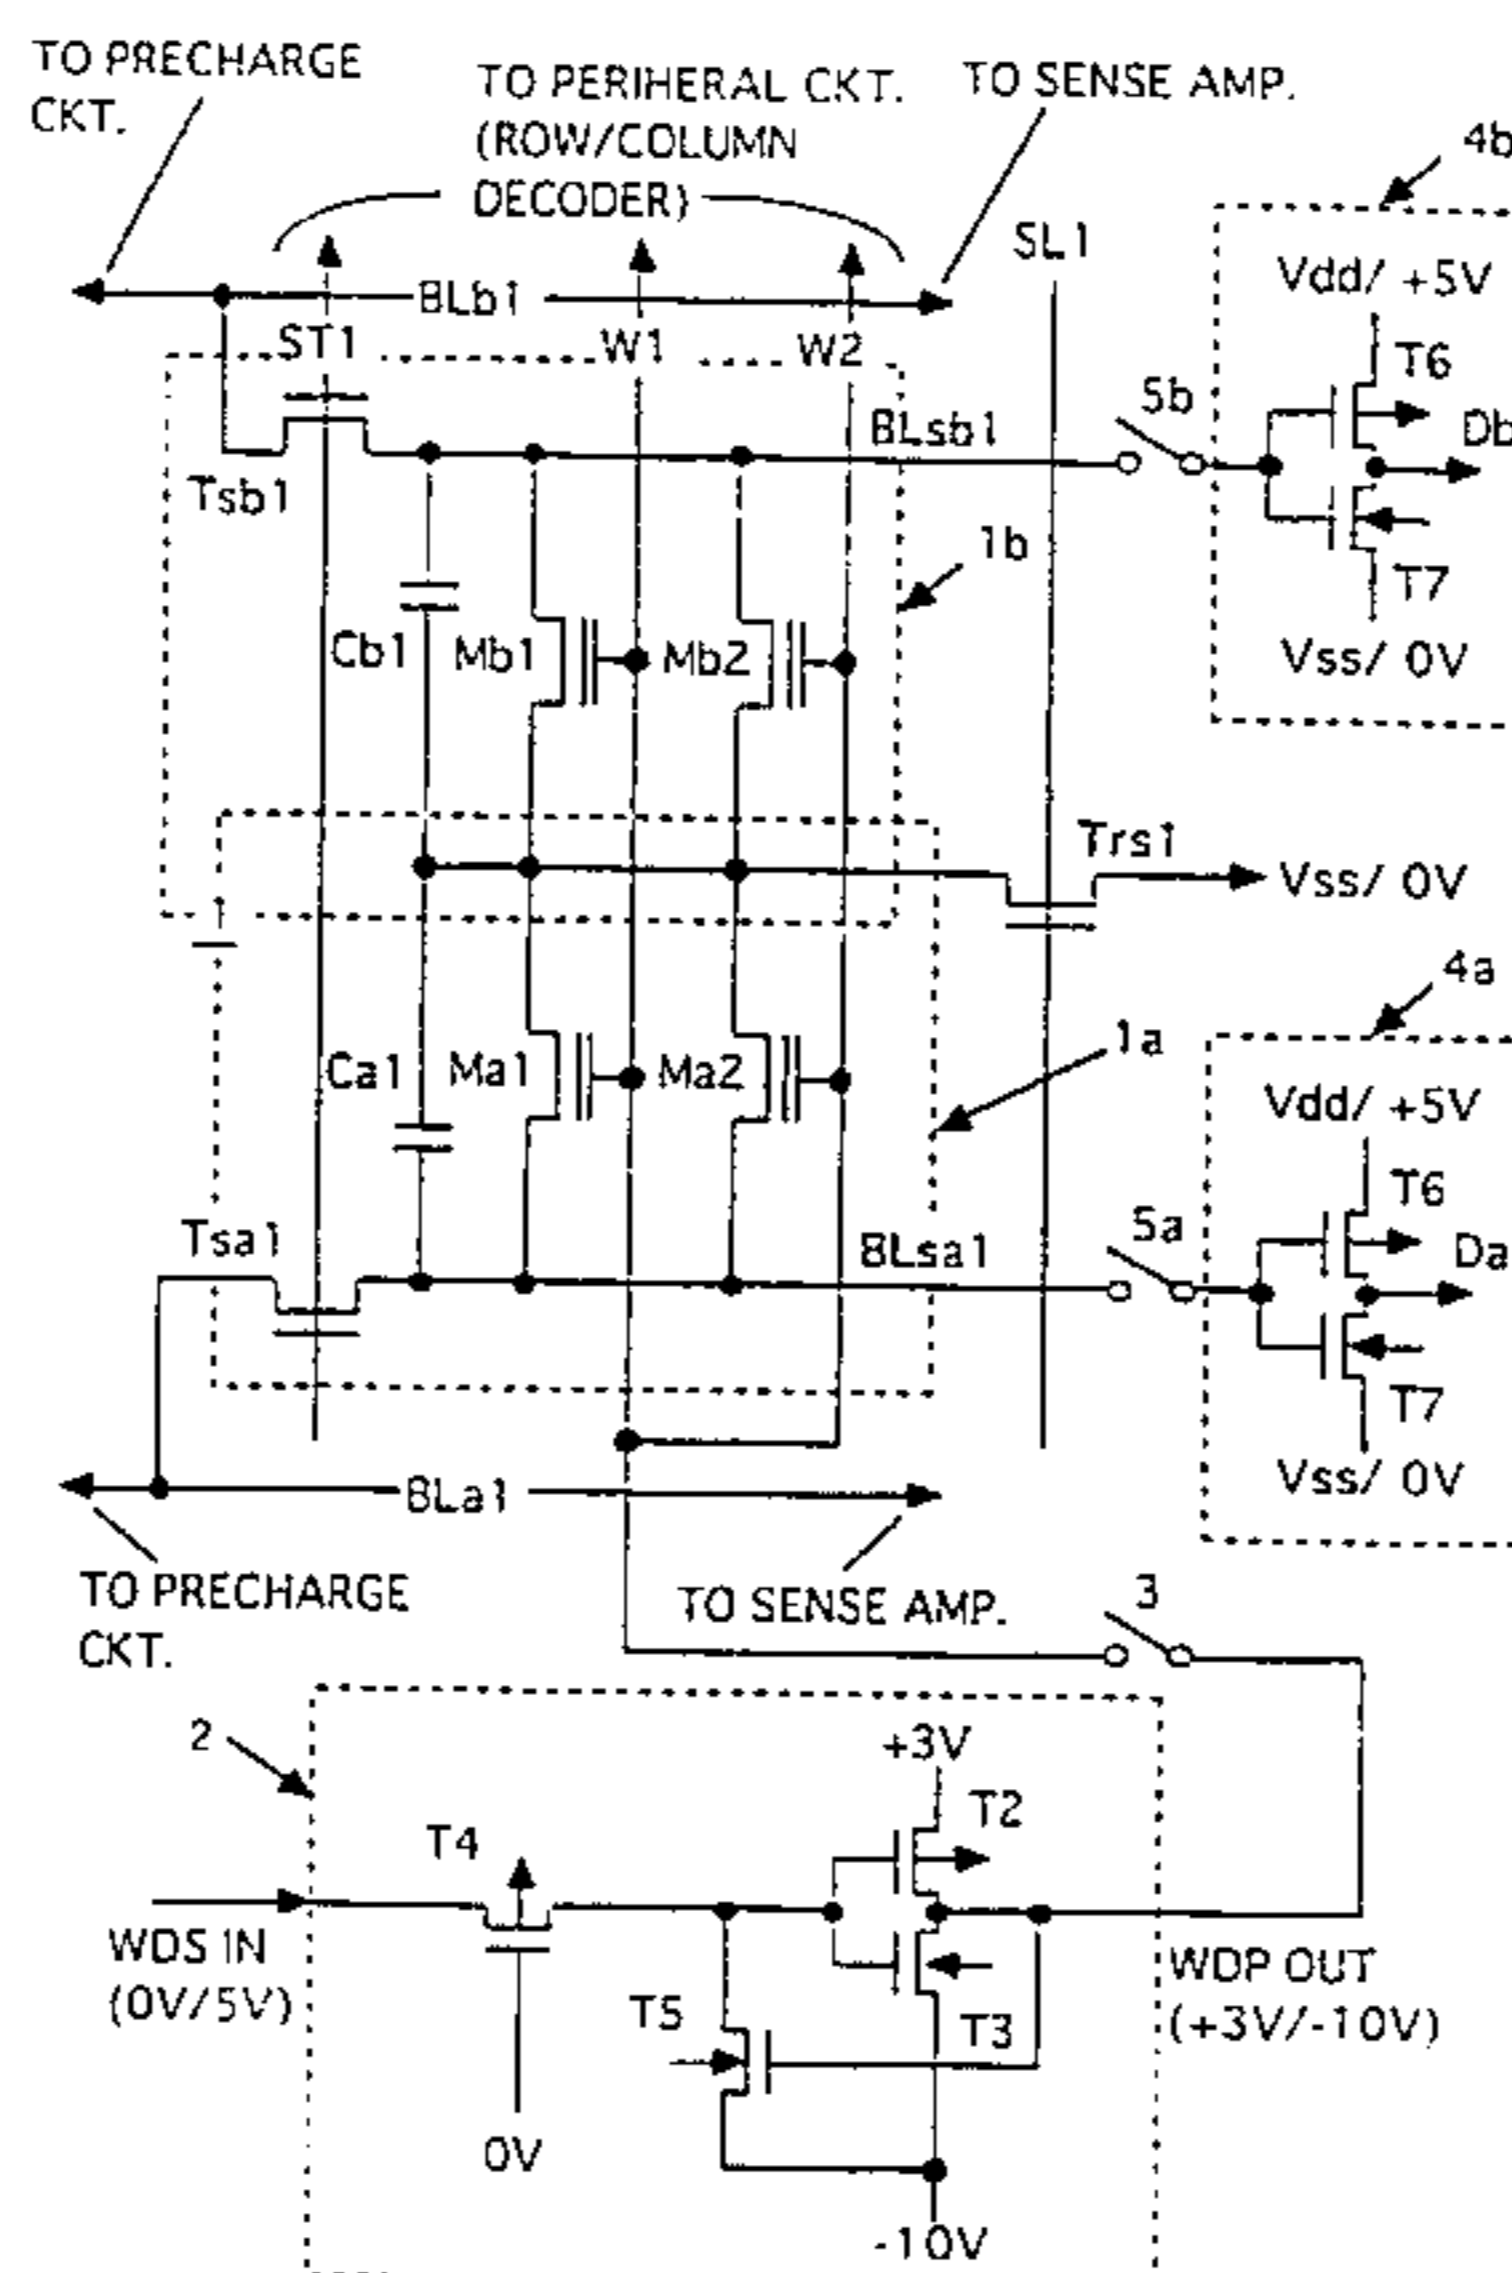 TO PRECHARGE
CKT.
TO PERIHERAL CKT.
(ROW/COLUMN
DECODER)
TO SENSE AMP.
4b
SL1
Vdd/ +5V
BLb1
ST1
W1
W2
T6
5b
BLsb1
Db
Tsb1
1b
T7
Cb1
Mb1
Mb2
Vss/ 0V
Trs1
Vss/ 0V
4a
1a
Ca1
Ma1
Ma2
Vdd/ +5V
T6
Tsa1
5a
BLsa1
Da
T7
BLa1
Vss/ 0V
TO PRECHARGE
CKT.
TO SENSE AMP.
3
2
+3V
T2
T4
WDS IN
(0V/5V)
WDP OUT
(+3V/-10V)
T5
T3
0V
-10V